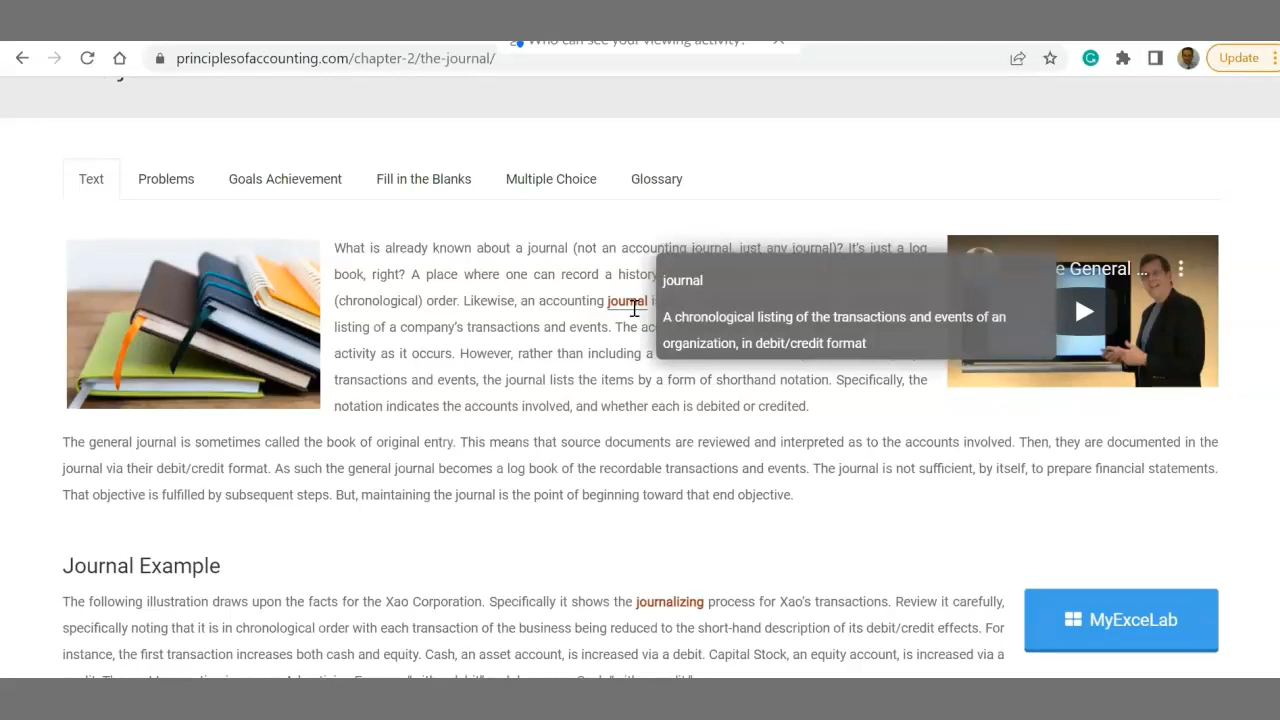 Who can see your viewing activity?
principlesofaccounting.com/chapter-2/the-journal/
Update
Text
Problems
Goals Achievement
Fill in the Blanks
Multiple Choice
Glossary
What is already known about a journal (not an accounting journal, just any journal)? It's just a log
book, right? A place where one can record a history
(chronological) order. Likewise, an accounting journal
listing of a company's transactions and events. The
activity as it occurs. However, rather than including a
transactions and events, the journal lists the items by a form of shorthand notation. Specifically, the
notation indicates the accounts involved, and whether each is debited or credited.
journal
A chronological listing of the transactions and events of an
organization, in debit/credit format
e General ...
The general journal is sometimes called the book of original entry. This means that source documents are reviewed and interpreted as to the accounts involved. Then, they are documented in the
journal via their debit/credit format. As such the general journal becomes a log book of the recordable transactions and events. The journal is not sufficient, by itself, to prepare financial statements.
That objective is fulfilled by subsequent steps. But, maintaining the journal is the point of beginning toward that end objective.
Journal Example
The following illustration draws upon the facts for the Xao Corporation. Specifically it shows the journalizing process for Xao's transactions. Review it carefully,
specifically noting that it is in chronological order with each transaction of the business being reduced to the short-hand description of its debit/credit effects. For
instance, the first transaction increases both cash and equity. Cash, an asset account, is increased via a debit. Capital Stock, an equity account, is increased via a
MyExceLab